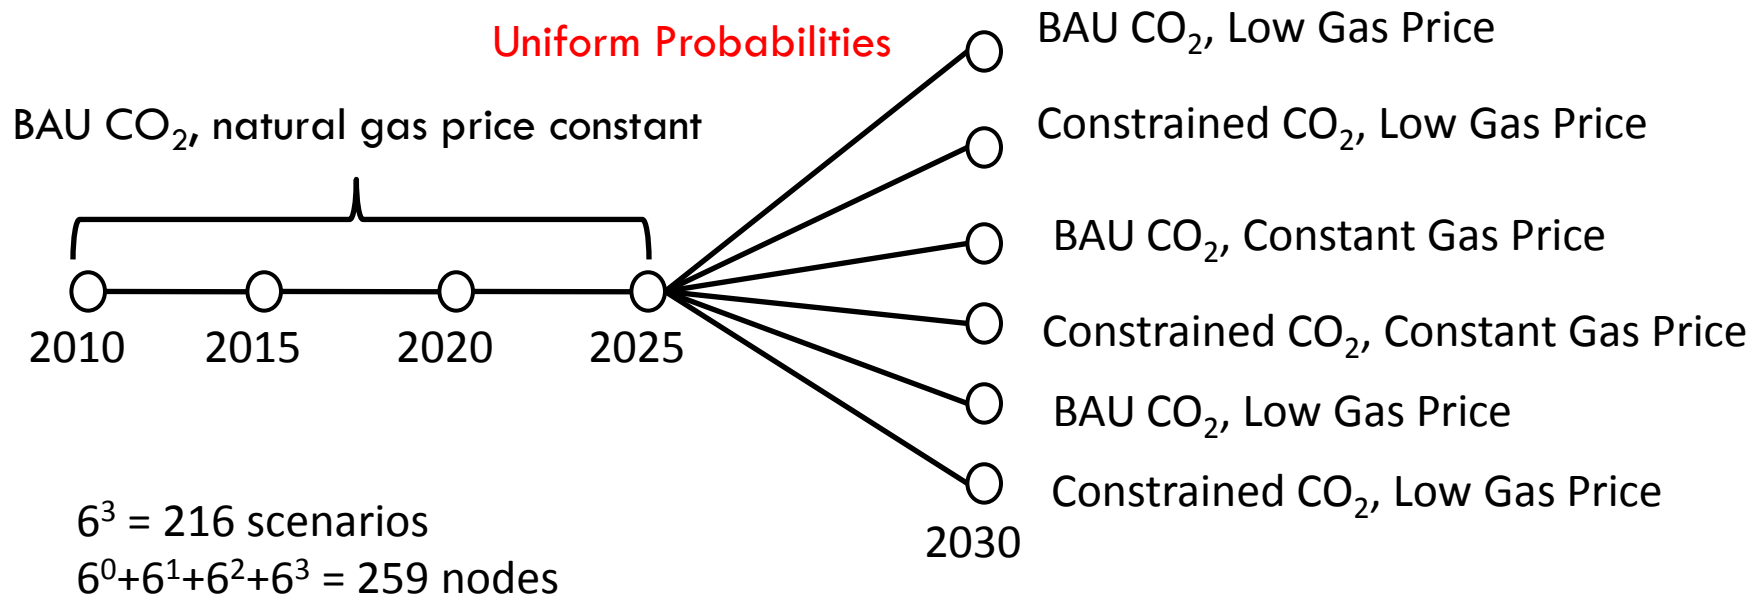 Uniform Probabilities
BAU CO₂, natural gas price constant
2010
2015
2020
2025
BAU CO₂, Low Gas Price
Constrained CO₂, Low Gas Price
BAU CO₂, Constant Gas Price
Constrained CO₂, Constant Gas Price
BAU CO₂, Low Gas Price
Constrained CO₂, Low Gas Price
2030
6³ = 216 scenarios
6⁰+6¹+6²+6³ = 259 nodes